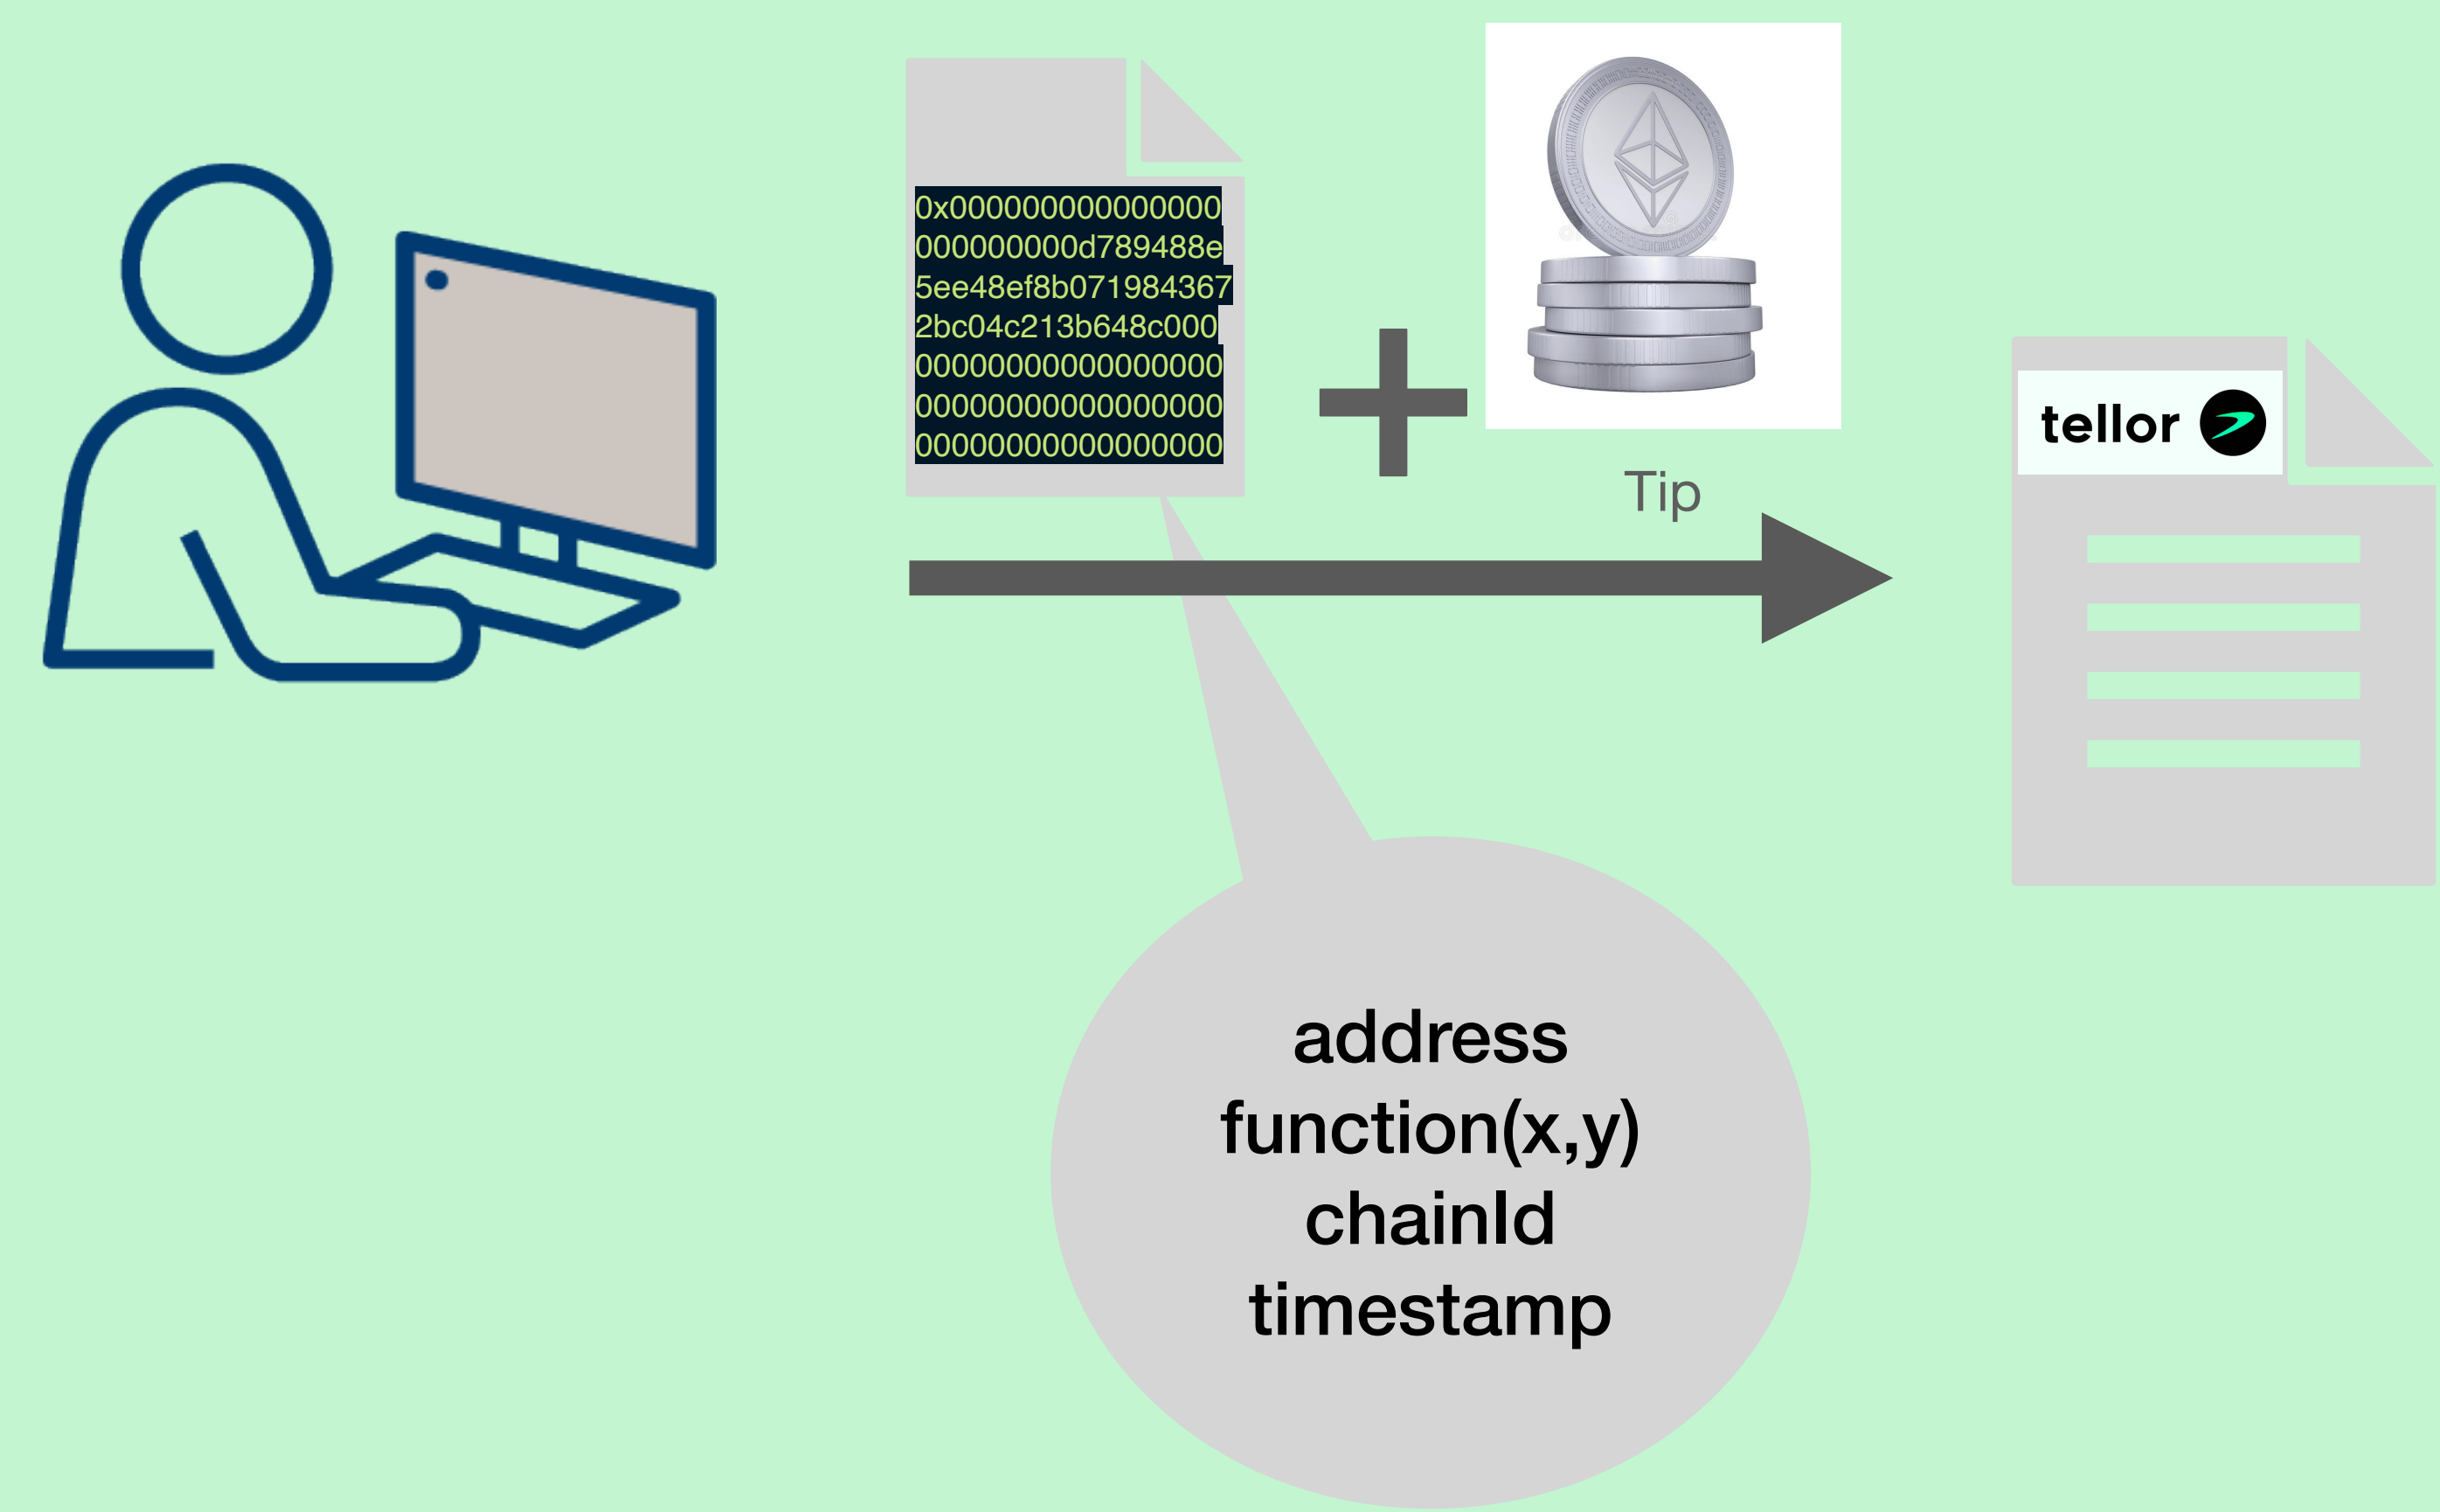 0x000000000000000
000000000d789488e
5ee48ef8b071984367
2bc04c213b648c000
00000000000000000
00000000000000000
00000000000000000
Tip
tellor
address
function(x,y)
chainId
timestamp